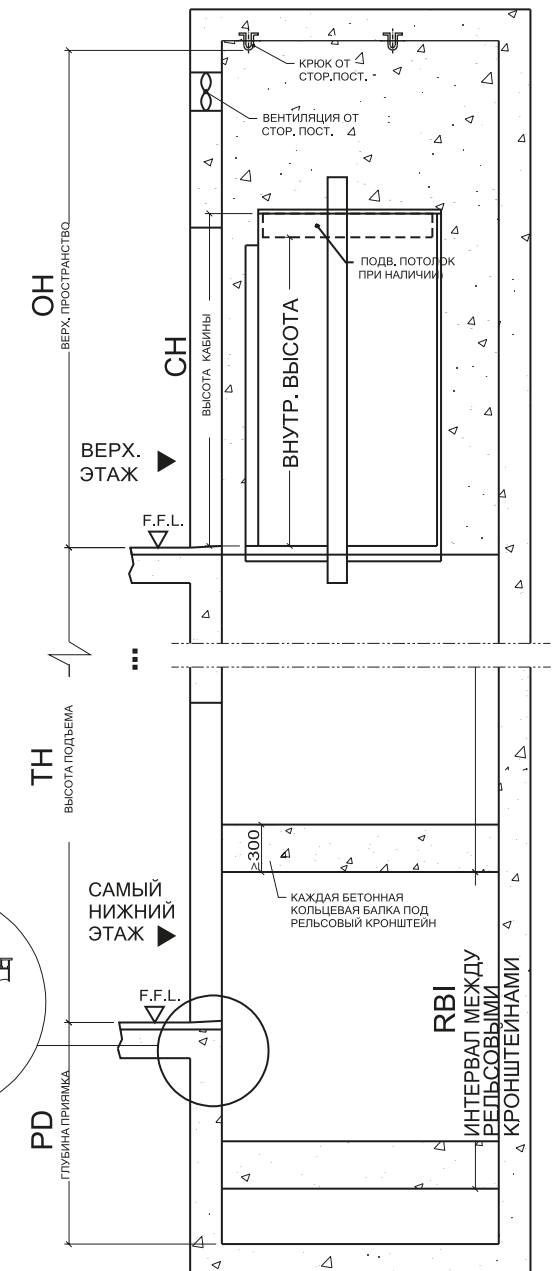 КРЮК ОТ
СТОР.ПОСТ.
ВЕНТИЛЯЦИЯ ОТ
СТОР. ПОСТ.
OH
ВЕРХ. ПРОСТРАНСТВО
CH
ВЫСОТА КАБИНЫ
ВНУТР. ВЫСОТА
ПОДВ. ПОТОЛОК
ПРИ НАЛИЧИИ)
ВЕРХ.
ЭТАЖ
F.F.L.
...
TH
ВЫСОТА ПОДЪЕМА
≥300
КАЖДАЯ БЕТОННАЯ
КОЛЬЦЕВАЯ БАЛКА ПОД
РЕЛЬСОВЫЙ КРОНШТЕЙН
САМЫЙ
НИЖНИЙ
ЭТАЖ
F.F.L.
RBI
ИНТЕРВАЛ МЕЖДУ
РЕЛЬСОВЫМИ
КРОНШТЕЙНАМИ
PD
ГЛУБИНА ПРИЯМКА